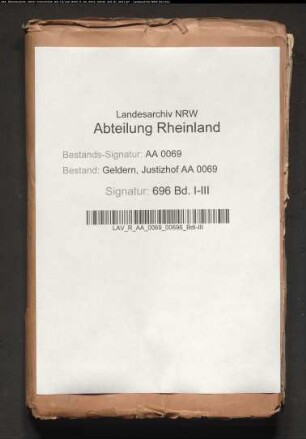 Landesarchiv NRW
Abteilung Rheinland
Bestands-Signatur: AA 0069
Bestand: Geldern, Justizhof AA 0069
Signatur: 696 Bd. I-III
LAV_R_AA_0069_00696_BdI-III